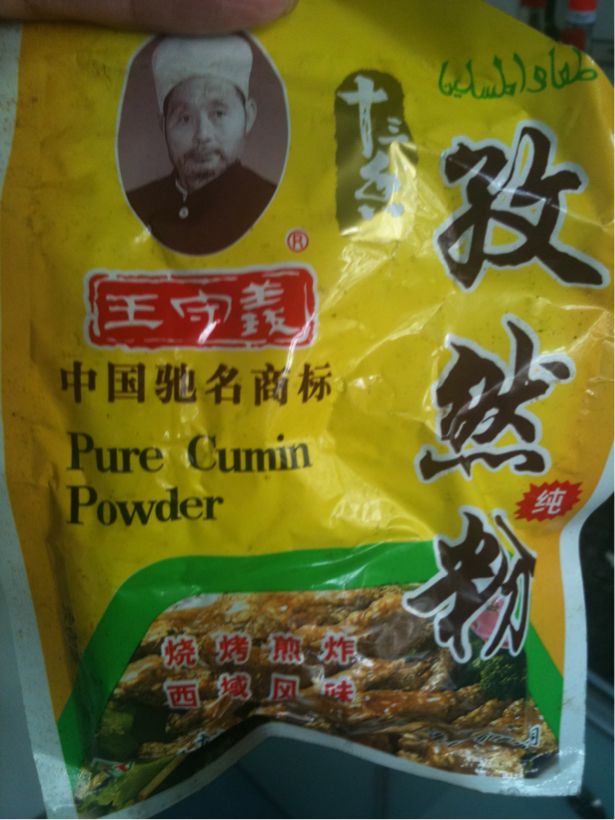 طعام المسلمين
十三香
孜然粉
纯
®
王守義
中国驰名商标
Pure Cumin
Powder
烧烤煎炸
西域风味